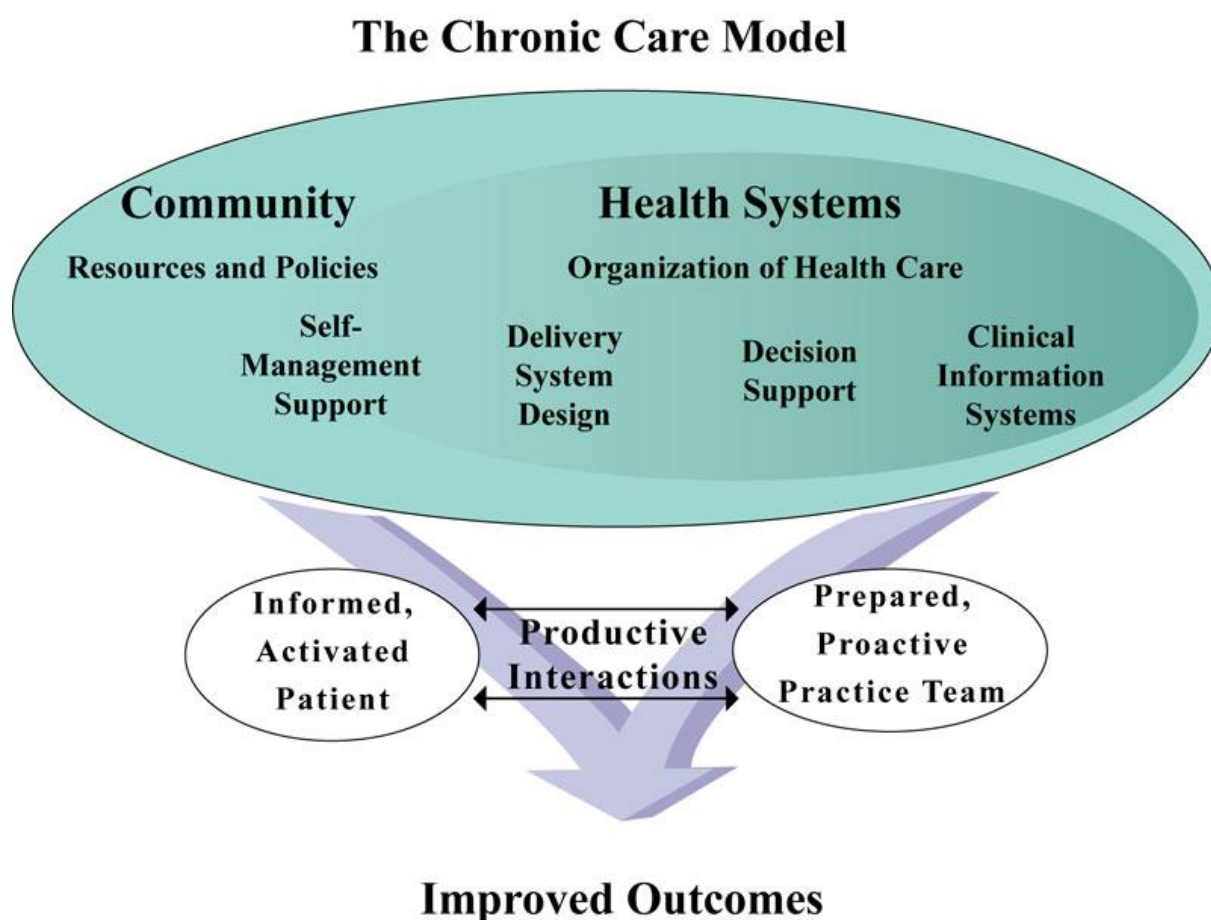 The Chronic Care Model
Community
Health Systems
Resources and Policies
Organization of Health Care
Self-
Management
Support
Delivery
System
Design
Decision
Support
Clinical
Information
Systems
Informed,
Activated
Patient
Productive
Interactions
Prepared,
Proactive
Practice Team
Improved Outcomes